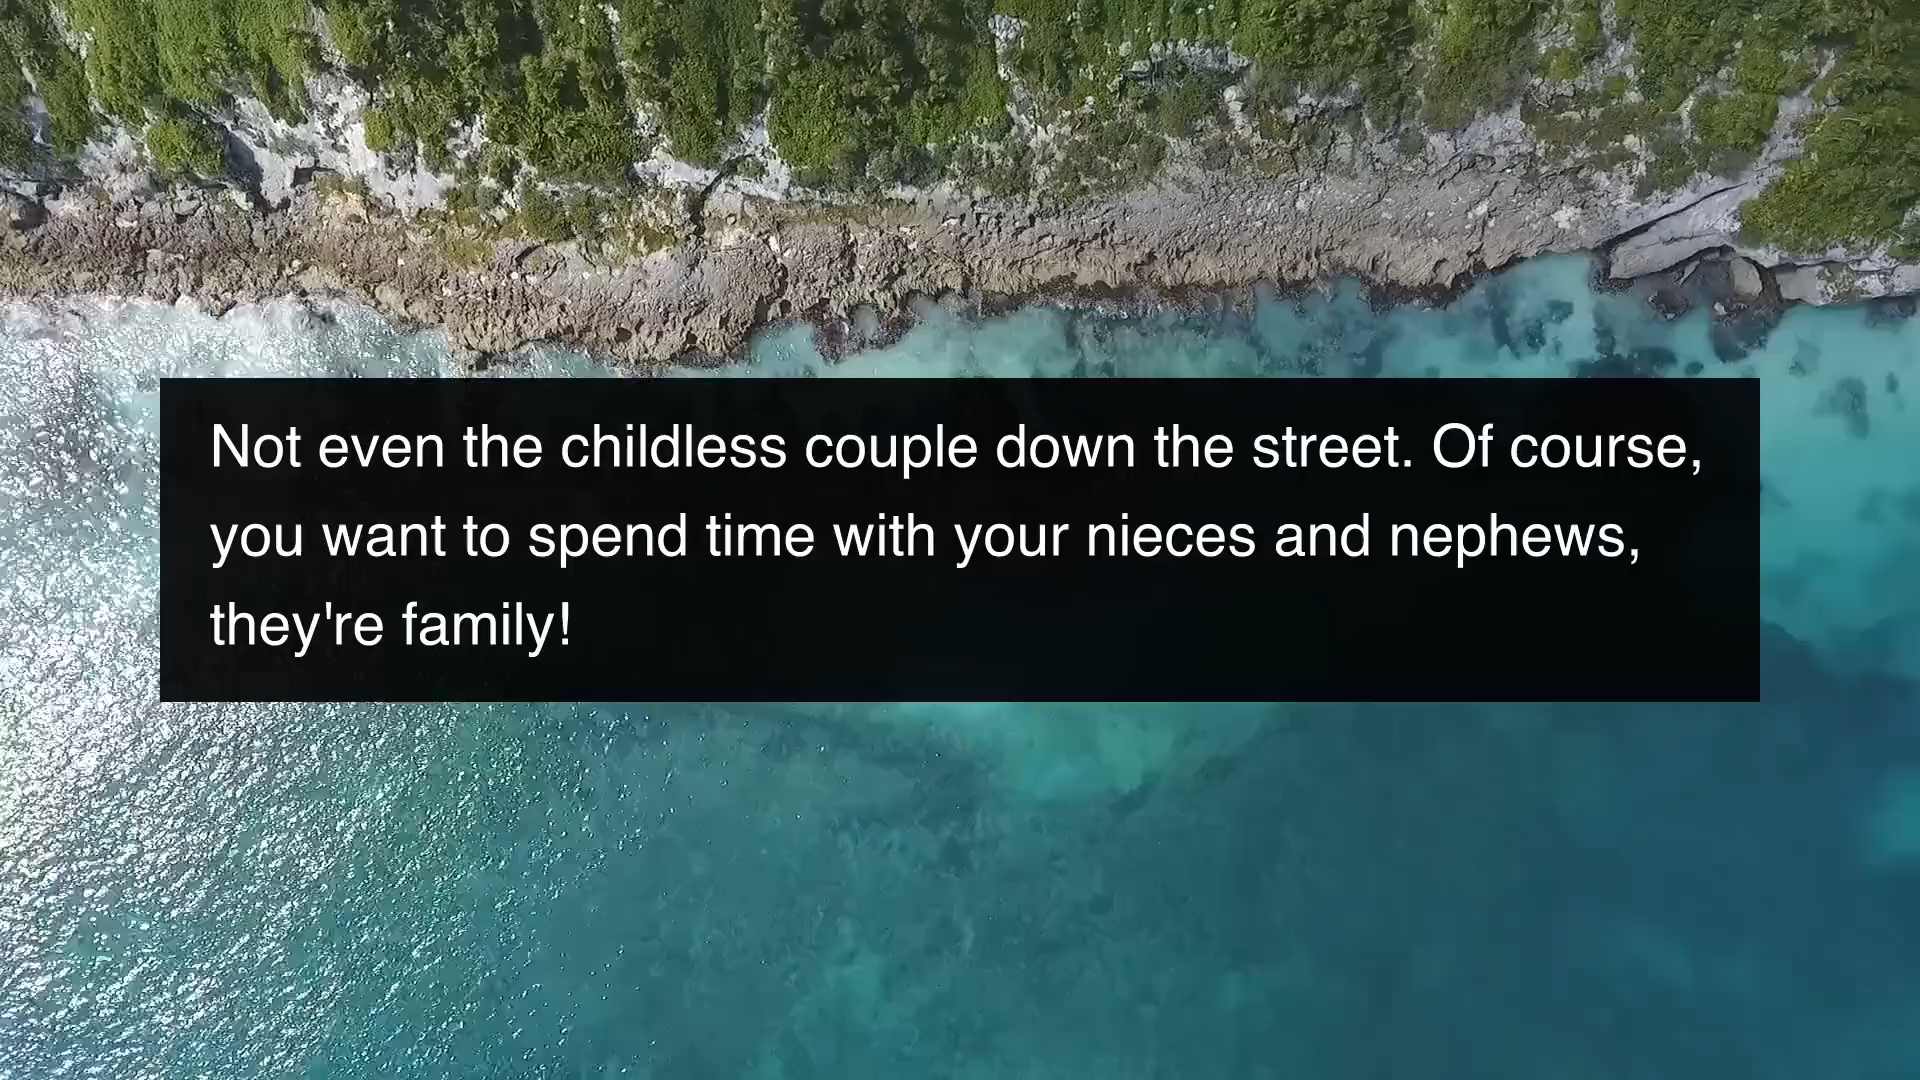 Not even the childless couple down the street. Of course,
you want to spend time with your nieces and nephews,
they're family!